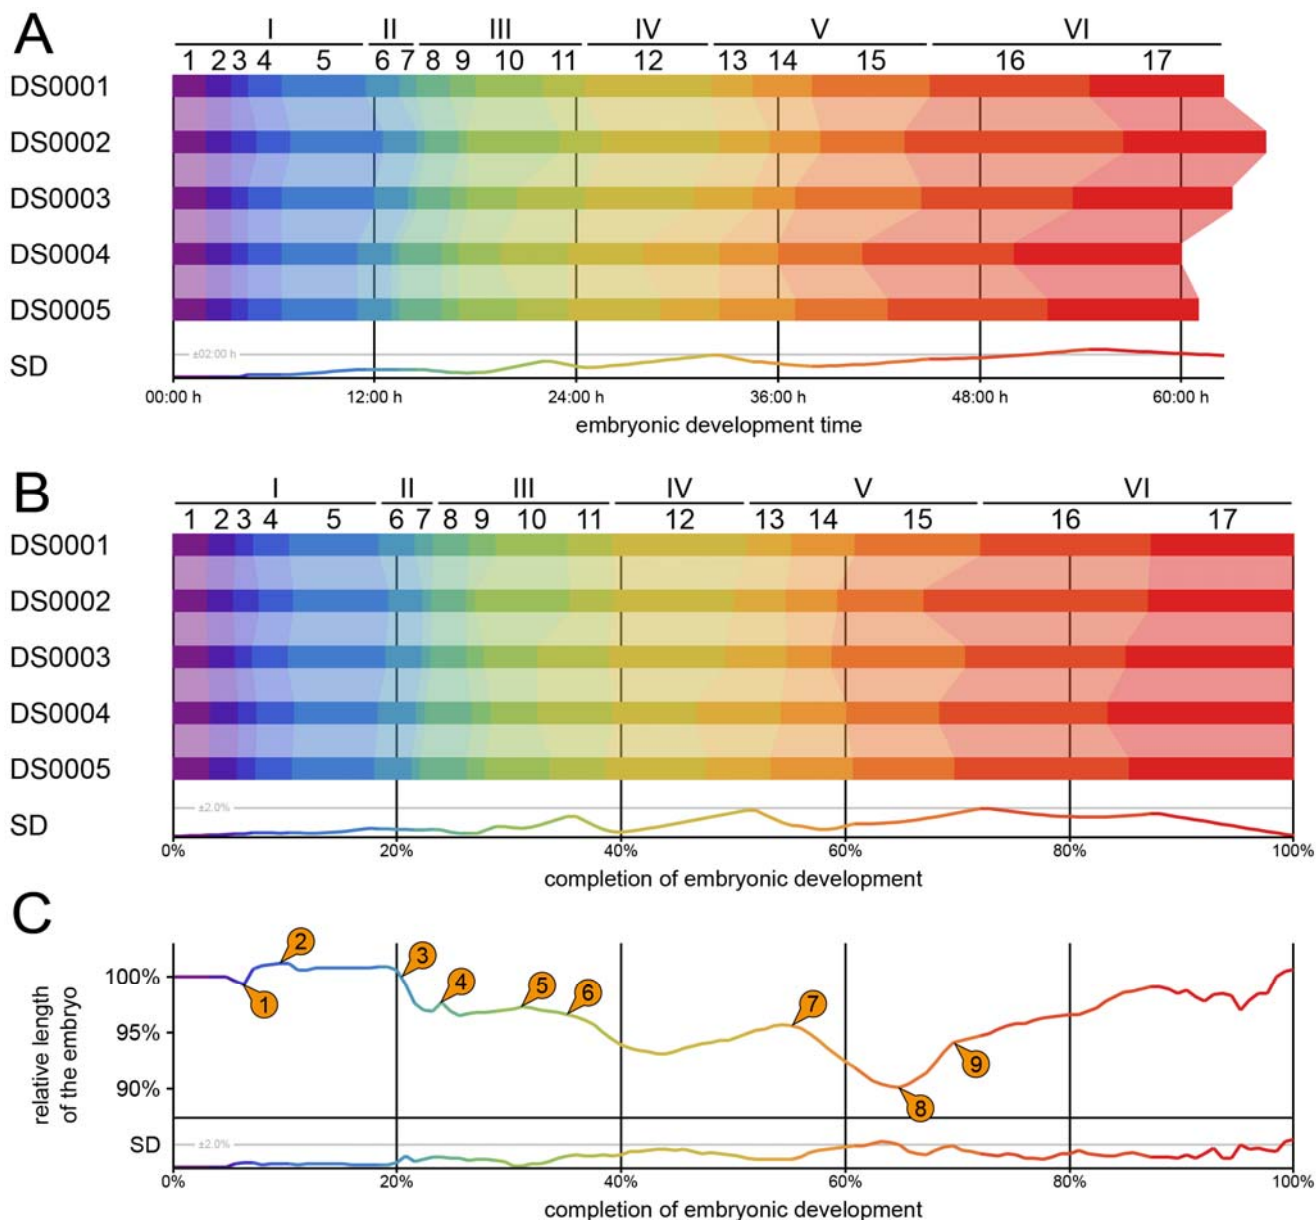 A
I II III IV V VI
1 2 3 4 5 6 7 8 9 10 11 12 13 14 15 16 17
DS0001
DS0002
DS0003
DS0004
DS0005
±02:00 h
SD
00:00 h 12:00 h 24:00 h 36:00 h 48:00 h 60:00 h
embryonic development time
B
I II III IV V VI
1 2 3 4 5 6 7 8 9 10 11 12 13 14 15 16 17
DS0001
DS0002
DS0003
DS0004
DS0005
±2.0%
SD
0% 20% 40% 60% 80% 100%
completion of embryonic development
C
relative length
of the embryo
100%
95%
90%
1 2 3 4 5 6 7 8 9
SD ±2.0%
0% 20% 40% 60% 80% 100%
completion of embryonic development